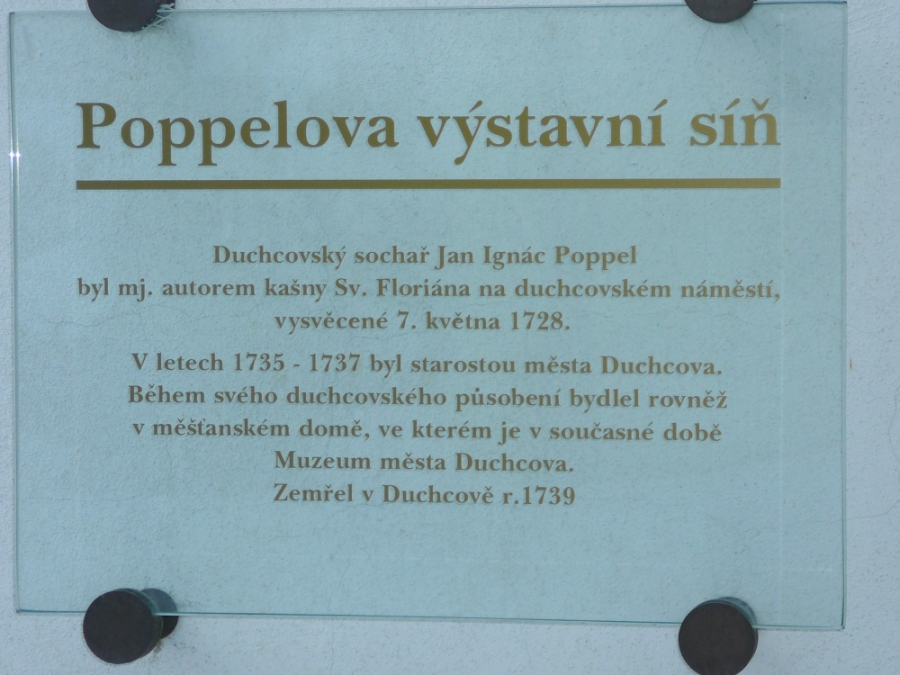 Poppelova výstavní síň
Duchcovský sochař Jan Ignác Poppel
byl mj. autorem kašny Sv. Floriána na duchcovském náměstí,
vysvěcené 7. května 1728.
V letech 1735 - 1737 byl starostou města Duchcova.
Během svého duchcovského působení bydlel rovněž
v měšťanském domě, ve kterém je v současné době
Muzeum města Duchcova.
Zemřel v Duchcově r.1739